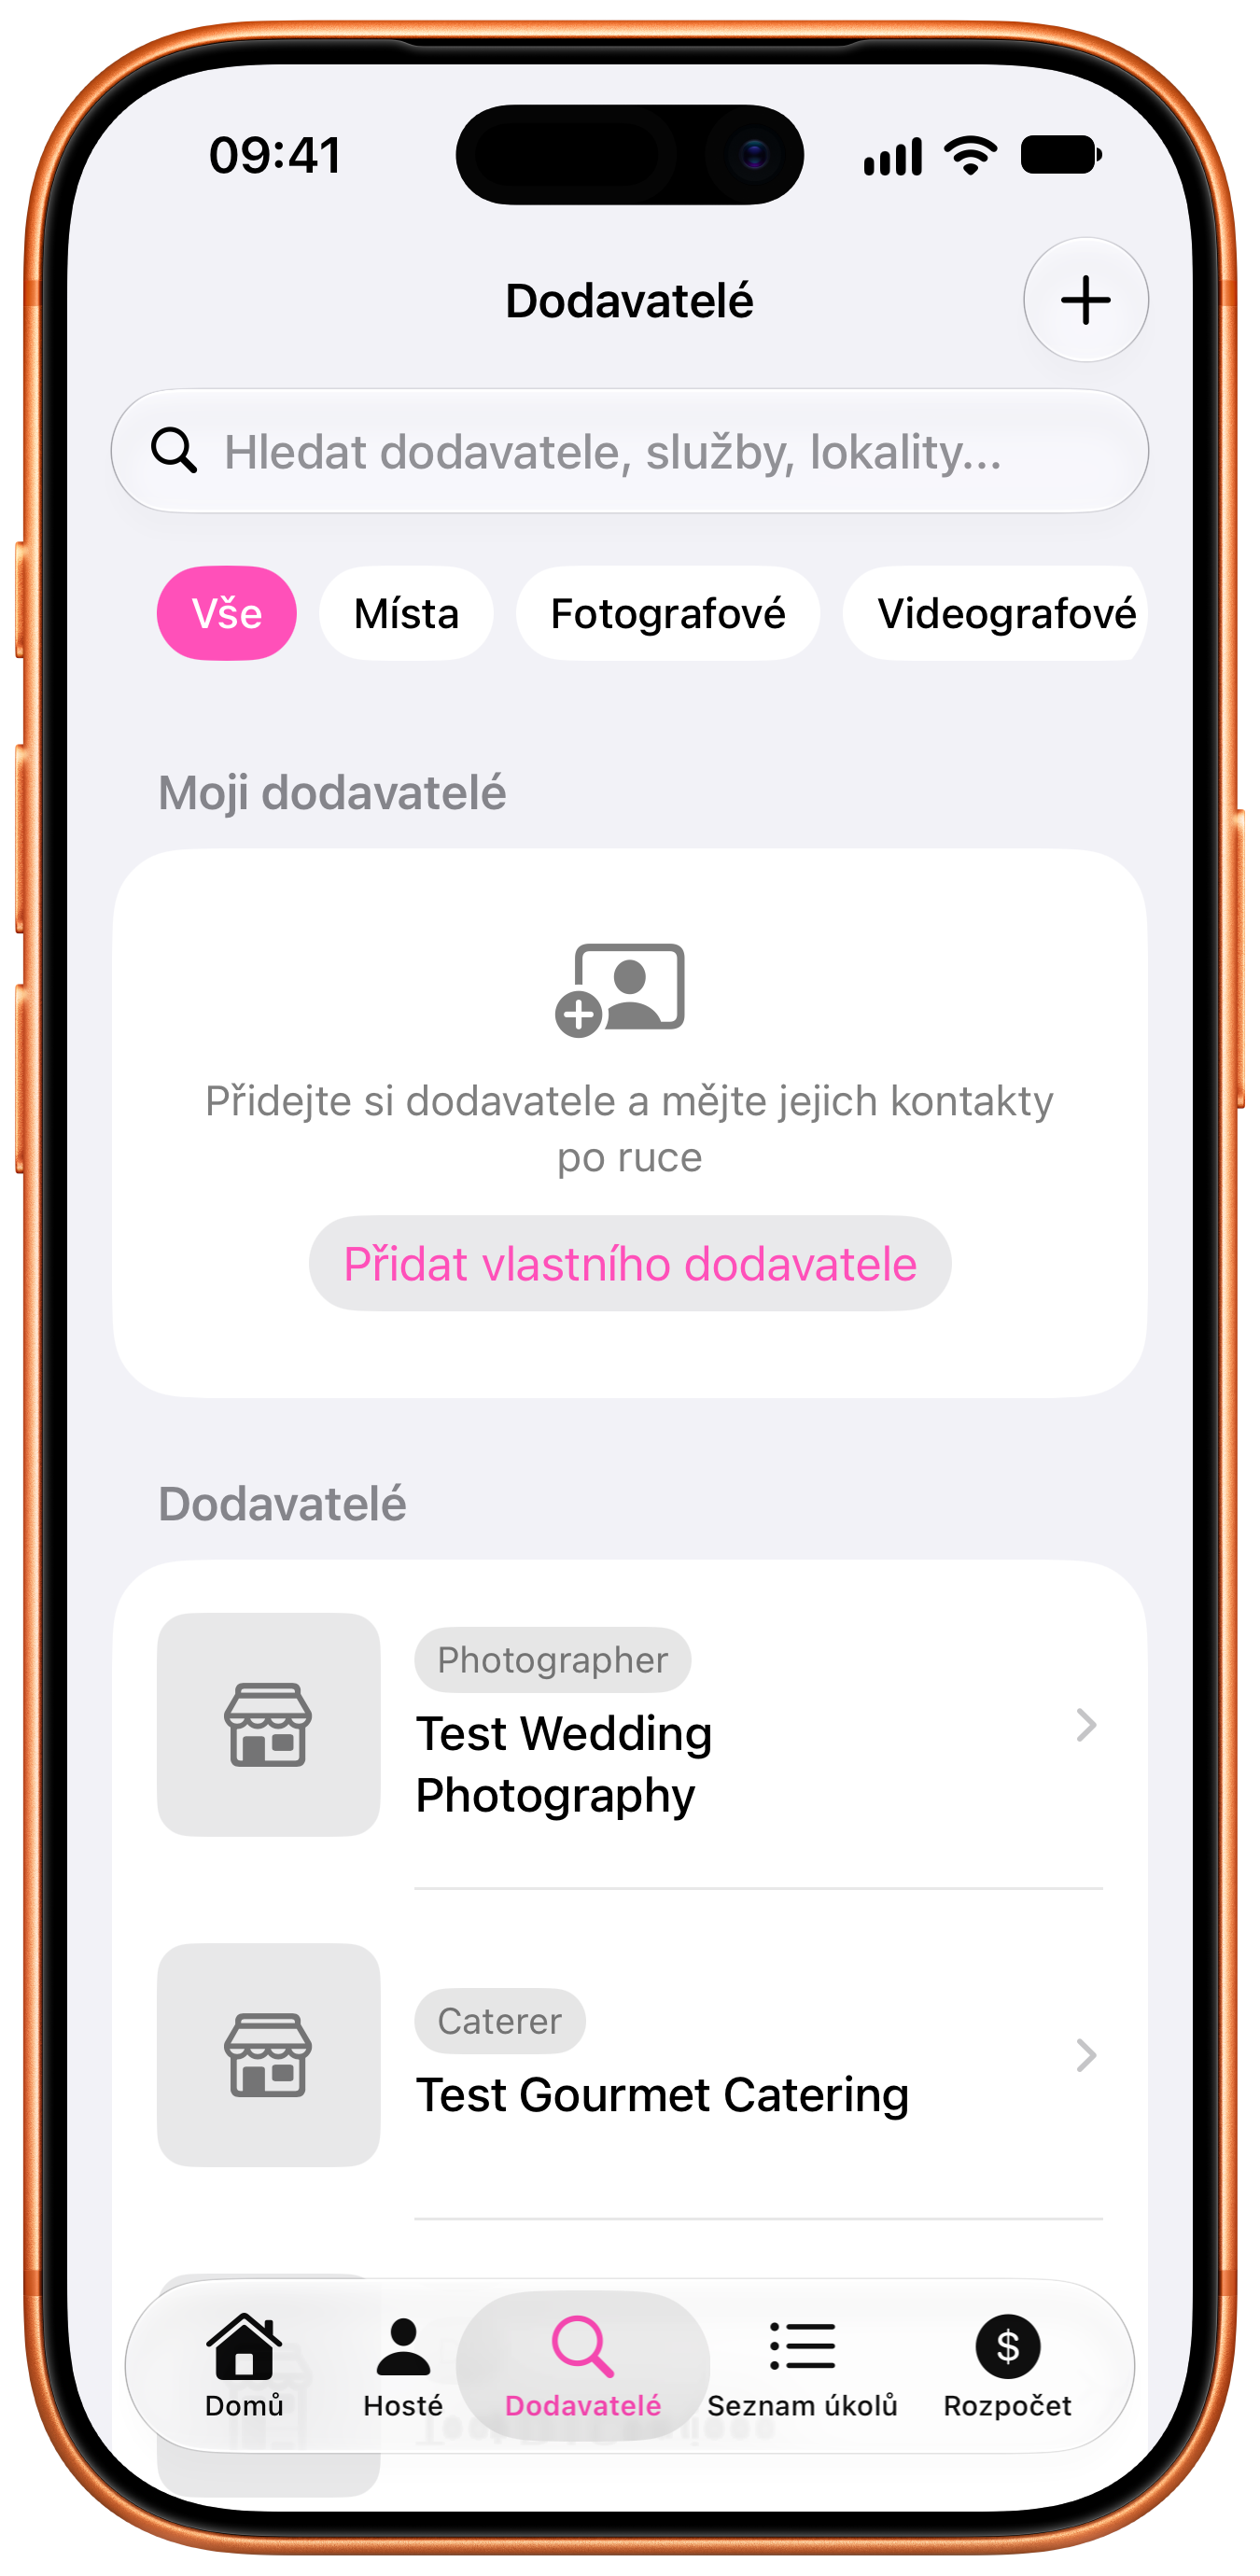 09:41
Dodavatelé
Hledat dodavatele, služby, lokality...
Vše
Místa
Fotografové
Videografové
Moji dodavatelé
Přidejte si dodavatele a mějte jejich kontakty
po ruce
Přidat vlastního dodavatele
Dodavatelé
Photographer
Test Wedding
Photography
Caterer
Test Gourmet Catering
Domů
Hosté
Dodavatelé
Seznam úkolů
Rozpočet